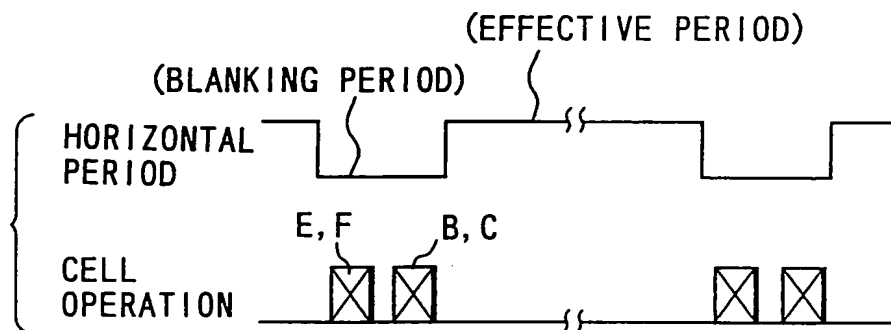 (EFFECTIVE PERIOD)
(BLANKING PERIOD)
HORIZONTAL
PERIOD
E, F
B, C
CELL
OPERATION